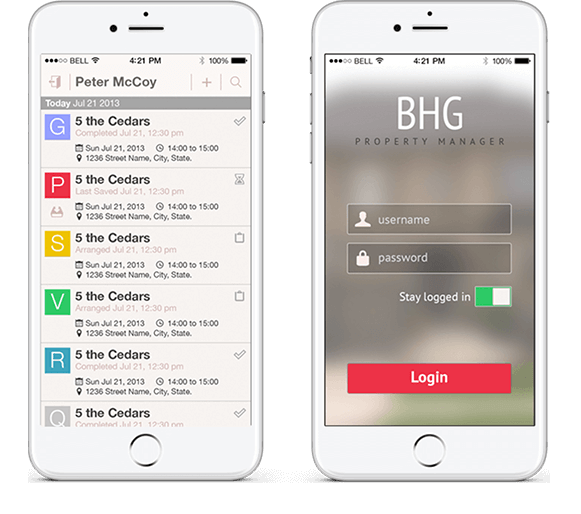 ●●●○○ BELL 4:21 PM 100%
Peter McCoy
Today Jul 21 2013
G 5 the Cedars
Completed Jul 21, 12:30 pm
Sun Jul 21, 2013 14:00 to 15:00
1236 Street Name, City, State.
P 5 the Cedars
Last Saved Jul 21, 12:30 pm
Sun Jul 21, 2013 14:00 to 15:00
1236 Street Name, City, State.
S 5 the Cedars
Arranged Jul 21, 12:30 pm
Sun Jul 21, 2013 14:00 to 15:00
1236 Street Name, City, State.
V 5 the Cedars
Arranged Jul 21, 12:30 pm
Sun Jul 21, 2013 14:00 to 15:00
1236 Street Name, City, State.
R 5 the Cedars
Completed Jul 21, 12:30 pm
Sun Jul 21, 2013 14:00 to 15:00
1236 Street Name, City, State.
Q 5 the Cedars
Completed Jul 21, 12:30 pm
●●●○○ BELL 4:21 PM 100%
BHG
PROPERTY MANAGER
username
password
Stay logged in
Login